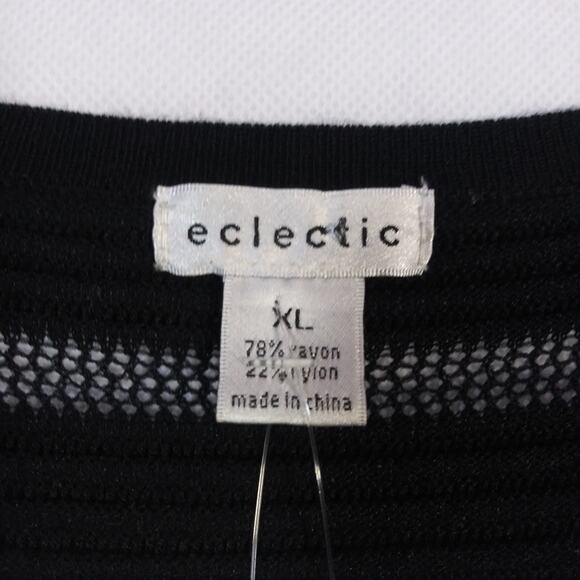 eclectic
XL
78% rayon
22% nylon
made in china